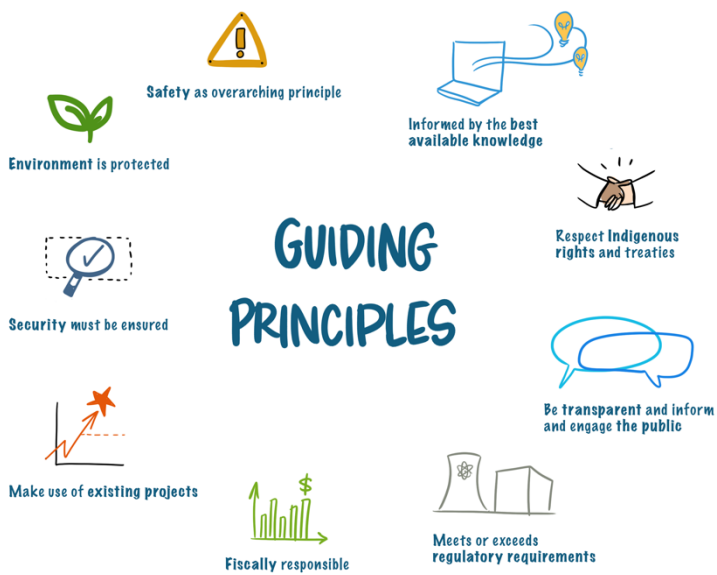 Safety as overarching principle
Informed by the best
available knowledge
Environment is protected
Respect Indigenous
rights and treaties
GUIDING
PRINCIPLES
Security must be ensured
Be transparent and inform
and engage the public
Make use of existing projects
$
Meets or exceeds
regulatory requirements
Fiscally responsible